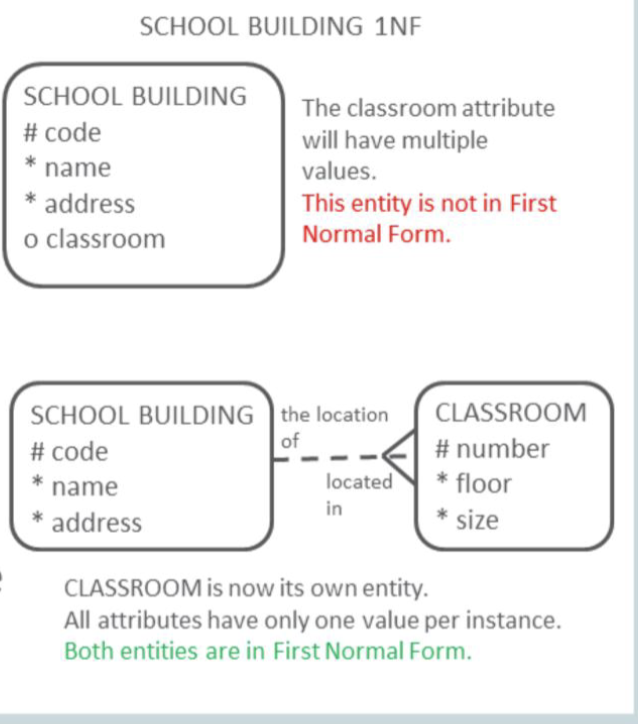 SCHOOL BUILDING 1NF
SCHOOL BUILDING
# code
* name
* address
o classroom
The classroom attribute
will have multiple
values.
This entity is not in First
Normal Form.
SCHOOL BUILDING
# code
* name
* address
the location
of
located
in
CLASSROOM
# number
* floor
* size
CLASSROOM is now its own entity.
All attributes have only one value per instance.
Both entities are in First Normal Form.